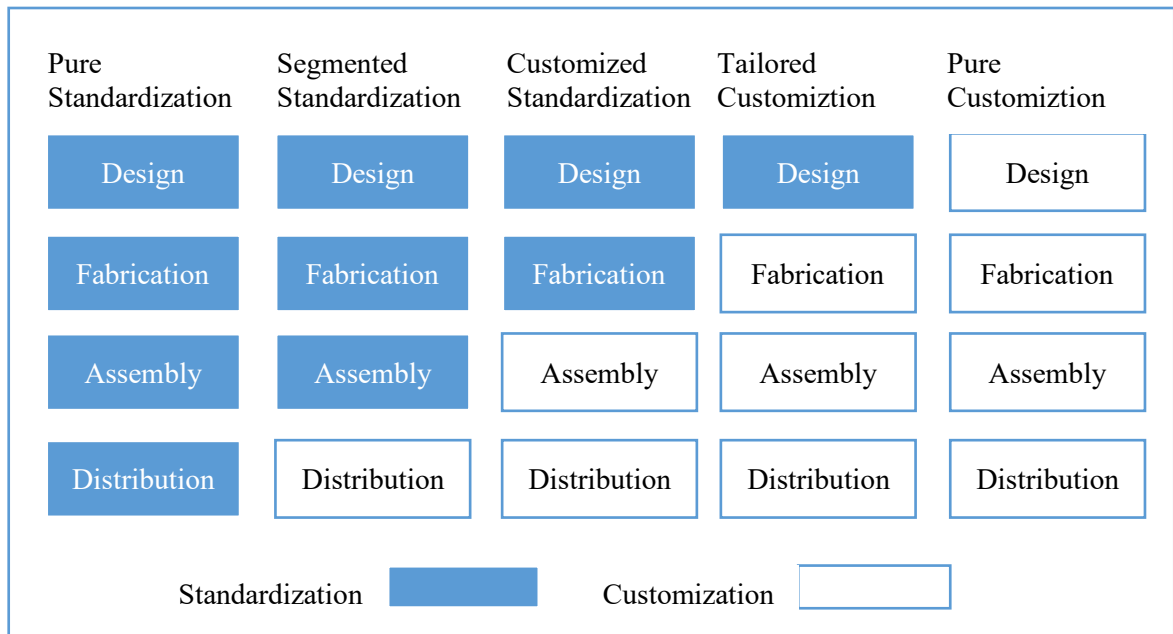 Pure Standardization
Segmented Standardization
Customized Standardization
Tailored Customiztion
Pure Customiztion
Design Design Design Design Design
Fabrication Fabrication Fabrication Fabrication Fabrication
Assembly Assembly Assembly Assembly Assembly
Distribution Distribution Distribution Distribution Distribution
Standardization Customization